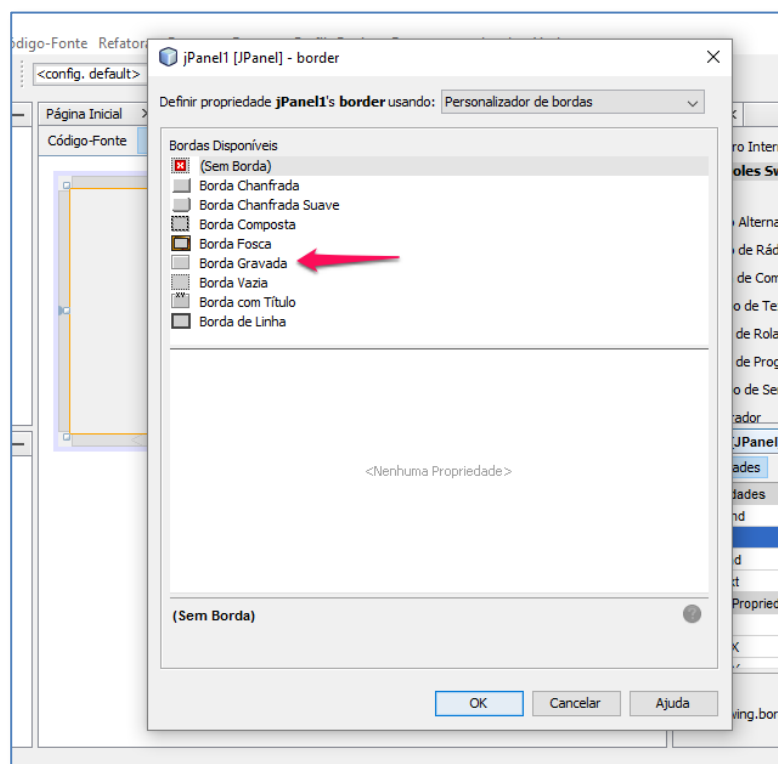 ódigo-Fonte Refatora
<config. default>
jPanel1 [JPanel] - border
Definir propriedade jPanel1's border usando: Personalizador de bordas
Página Inicial
Código-Fonte
Bordas Disponíveis
(Sem Borda)
Borda Chanfrada
Borda Chanfrada Suave
Borda Composta
Borda Fosca
Borda Gravada
Borda Vazia
XY
Borda com Título
Borda de Linha
<Nenhuma Propriedade>
(Sem Borda)
?
OK Cancelar Ajuda
ro Inter
oles Sw
Alterna
de Rád
de Com
o de Te
de Rola
de Prog
o de Se
rador
[JPanel
ades
dades
nd
d
xt
Propried
X
wing.bor